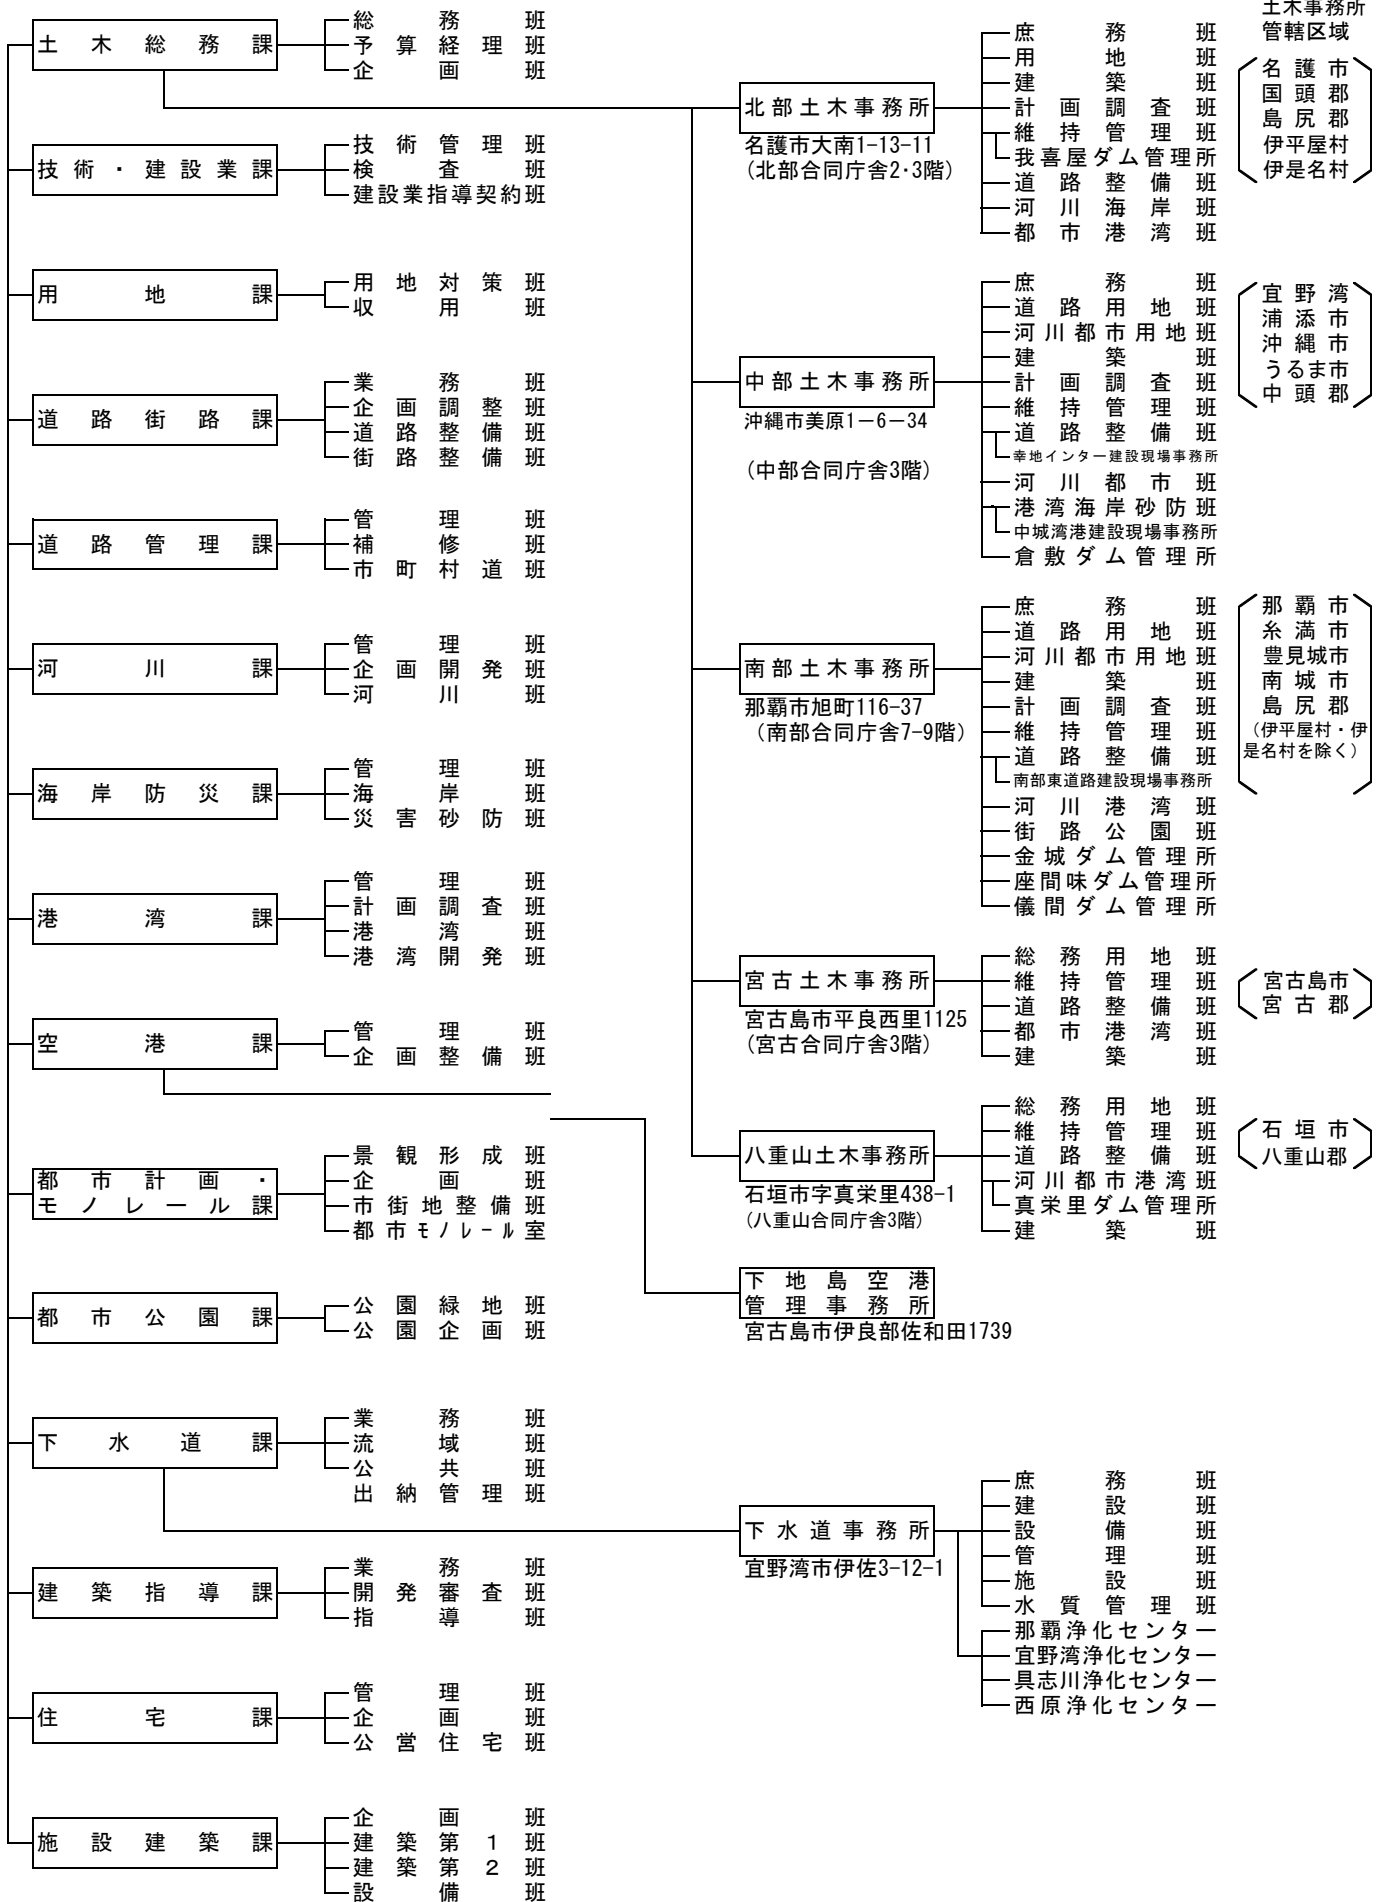 土木総務課
総務班
予算経理班
企画班
技術・建設業課
技術管理班
検査班
建設業指導契約班
用地課
用地対策班
収用班
道路街路課
業務班
企画調整班
道路整備班
街路整備班
道路管理課
管理班
補修班
市町村道班
河川課
管理班
企画開発班
河川班
海岸防災課
管理班
海岸班
災害砂防班
港湾課
管理班
計画調査班
港湾班
港湾開発班
空港課
管理班
企画整備班
都市計画・
モノレール課
景観形成班
企画班
市街地整備班
都市ﾓﾉﾚｰﾙ室
都市公園課
公園緑地班
公園企画班
下水道課
業務班
流域班
公共班
出納管理班
建築指導課
業務班
開発審査班
指導班
住宅課
管理班
企画班
公営住宅班
施設建築課
企画班
建築第1班
建築第2班
設備班
北部土木事務所
名護市大南1-13-11
(北部合同庁舎2・3階)
庶務班
用地班
建築班
計画調査班
維持管理班
我喜屋ダム管理所
道路整備班
河川海岸班
都市港湾班
土木事務所
管轄区域
名護市
国頭郡
島尻郡
伊平屋村
伊是名村
中部土木事務所
沖縄市美原1－6－34
(中部合同庁舎3階)
庶務班
道路用地班
河川都市用地班
建築班
計画調査班
維持管理班
道路整備班
幸地インター建設現場事務所
河川都市班
港湾海岸砂防班
中城湾港建設現場事務所
倉敷ダム管理所
宜野湾
浦添市
沖縄市
うるま市
中頭郡
南部土木事務所
那覇市旭町116-37
(南部合同庁舎7-9階)
庶務班
道路用地班
河川都市用地班
建築班
計画調査班
維持管理班
道路整備班
南部東道路建設現場事務所
河川港湾班
街路公園班
金城ダム管理所
座間味ダム管理所
儀間ダム管理所
那覇市
糸満市
豊見城市
南城市
島尻郡
(伊平屋村・伊
是名村を除く)
宮古土木事務所
宮古島市平良西里1125
(宮古合同庁舎3階)
総務用地班
維持管理班
道路整備班
都市港湾班
建築班
宮古島市
宮古郡
八重山土木事務所
石垣市字真栄里438-1
(八重山合同庁舎3階)
総務用地班
維持管理班
道路整備班
河川都市港湾班
真栄里ダム管理所
建築班
石垣市
八重山郡
下地島空港
管理事務所
宮古島市伊良部佐和田1739
下水道事務所
宜野湾市伊佐3-12-1
庶務班
建設班
設備班
管理班
施設班
水質管理班
那覇浄化センター
宜野湾浄化センター
具志川浄化センター
西原浄化センター